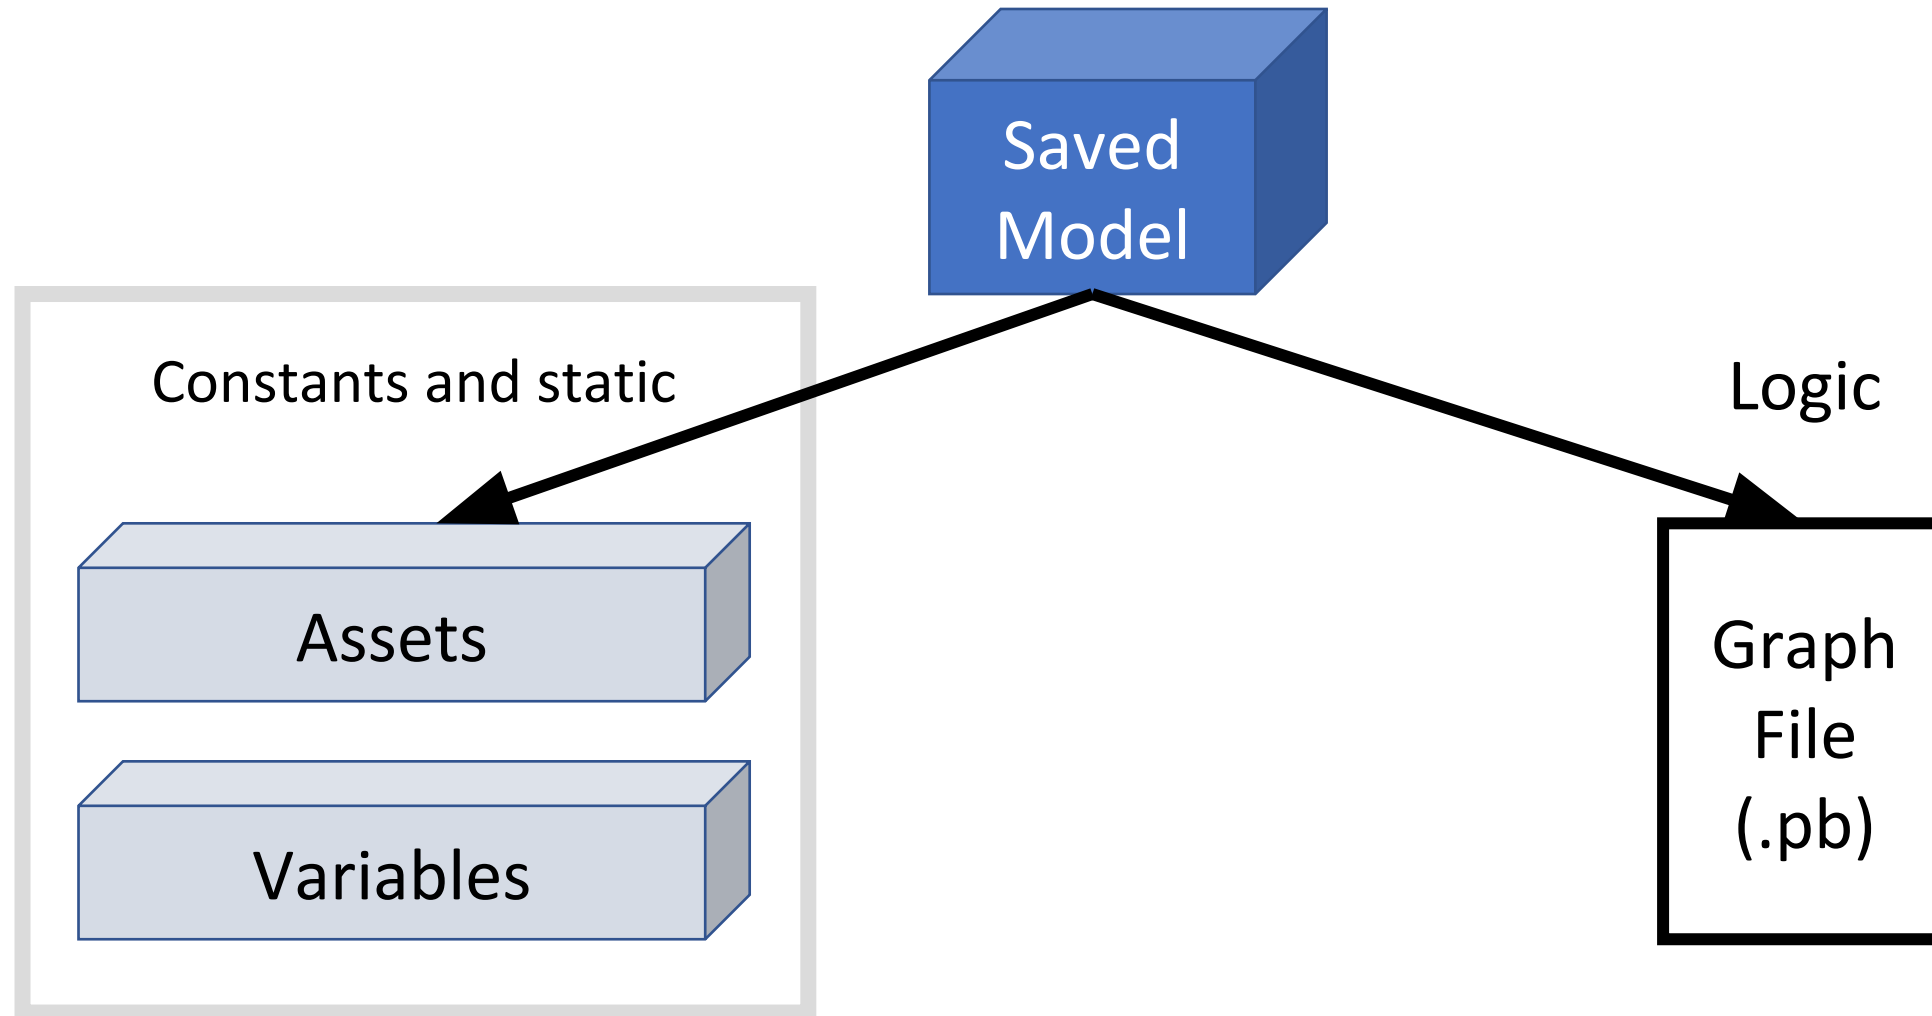 Saved
Model
Constants and static
Logic
Assets
Variables
Graph
File
(.pb)